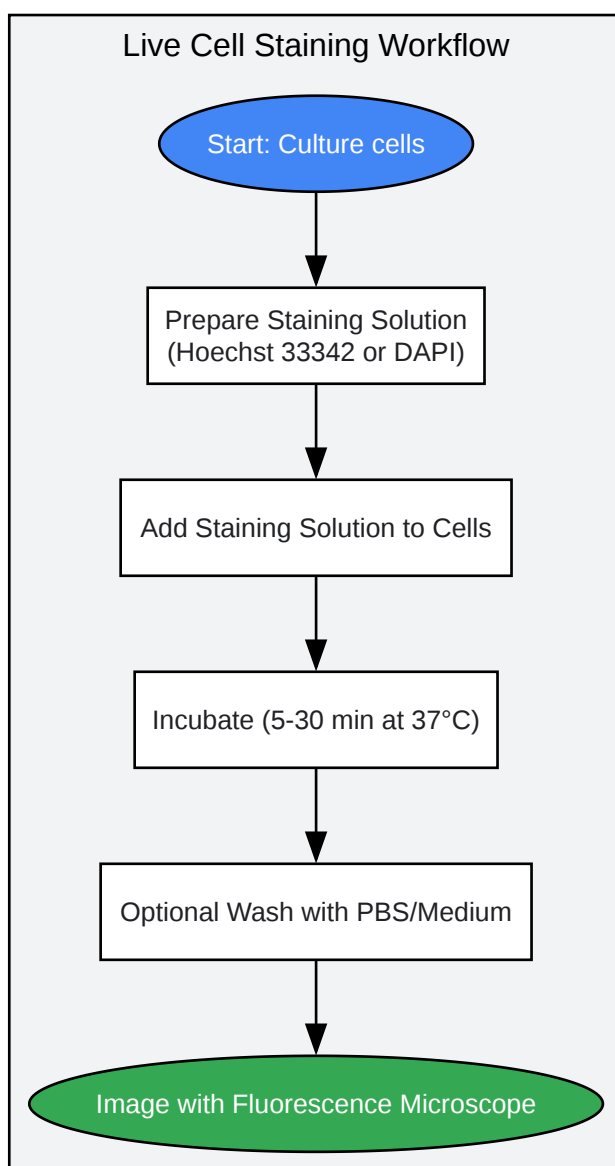 Live Cell Staining Workflow
Start: Culture cells
Prepare Staining Solution
(Hoechst 33342 or DAPI)
Add Staining Solution to Cells
Incubate (5-30 min at 37°C)
Optional Wash with PBS/Medium
Image with Fluorescence Microscope